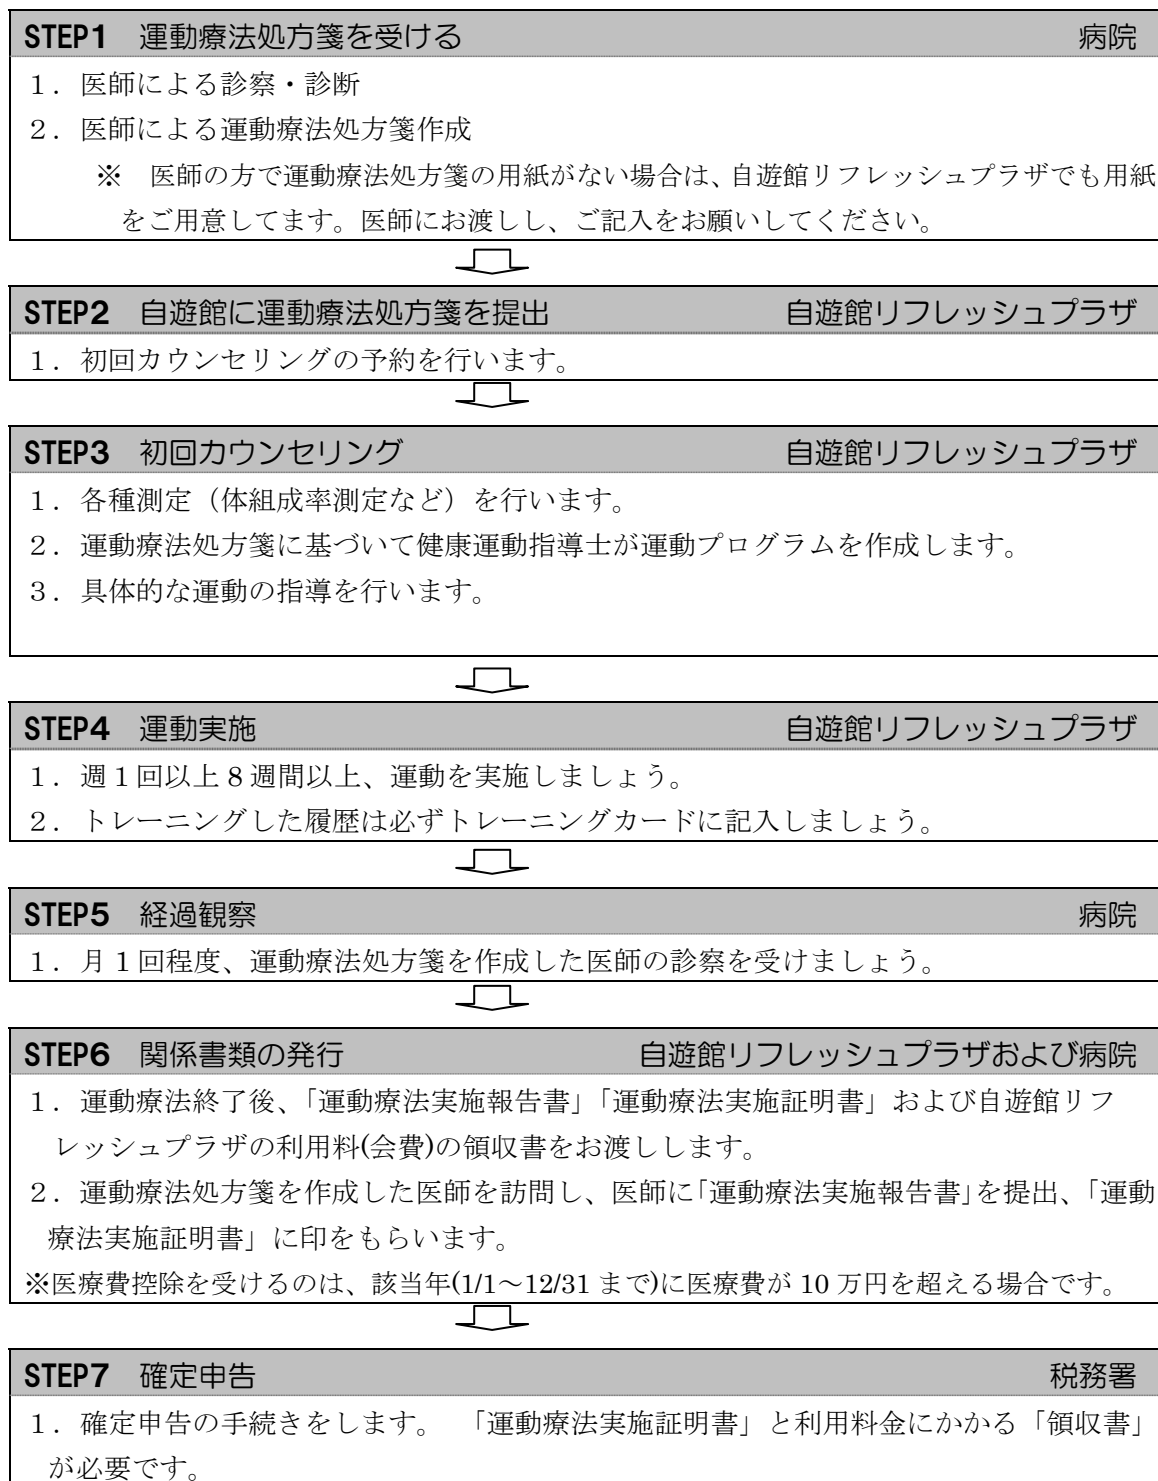 STEP1 運動療法処方箋を受ける 病院
１．医師による診察・診断
２．医師による運動療法処方箋作成
※ 医師の方で運動療法処方箋の用紙がない場合は、自遊館リフレッシュプラザでも用紙
をご用意してます。医師にお渡しし、ご記入をお願いしてください。
STEP2 自遊館に運動療法処方箋を提出 自遊館リフレッシュプラザ
１．初回カウンセリングの予約を行います。
STEP3 初回カウンセリング 自遊館リフレッシュプラザ
１．各種測定（体組成率測定など）を行います。
２．運動療法処方箋に基づいて健康運動指導士が運動プログラムを作成します。
３．具体的な運動の指導を行います。
STEP4 運動実施 自遊館リフレッシュプラザ
１．週１回以上８週間以上、運動を実施しましょう。
２．トレーニングした履歴は必ずトレーニングカードに記入しましょう。
STEP5 経過観察 病院
１．月１回程度、運動療法処方箋を作成した医師の診察を受けましょう。
STEP6 関係書類の発行 自遊館リフレッシュプラザおよび病院
１．運動療法終了後、「運動療法実施報告書」「運動療法実施証明書」および自遊館リフ
レッシュプラザの利用料(会費)の領収書をお渡しします。
２．運動療法処方箋を作成した医師を訪問し、医師に「運動療法実施報告書」を提出、「運動
療法実施証明書」に印をもらいます。
※医療費控除を受けるのは、該当年(1/1～12/31 まで)に医療費が 10 万円を超える場合です。
STEP7 確定申告 税務署
１．確定申告の手続きをします。 「運動療法実施証明書」と利用料金にかかる「領収書」
が必要です。